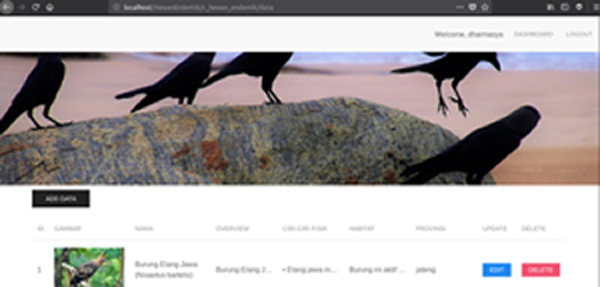 localhost/hewanEndemik/c_hewan_endemik/data
Welcome, dharmasya DASHBOARD LOGOUT
ADD DATA
ID GAMBAR NAMA OVERVIEW CIRI-CIRI FISIK HABITAT PROVINSI UPDATE DELETE
1 Burung Elang Jawa Burung Elang J... • Elang jawa m... Burung ini aktif ... jateng EDIT DELETE
(Nisaetus bartelsi)